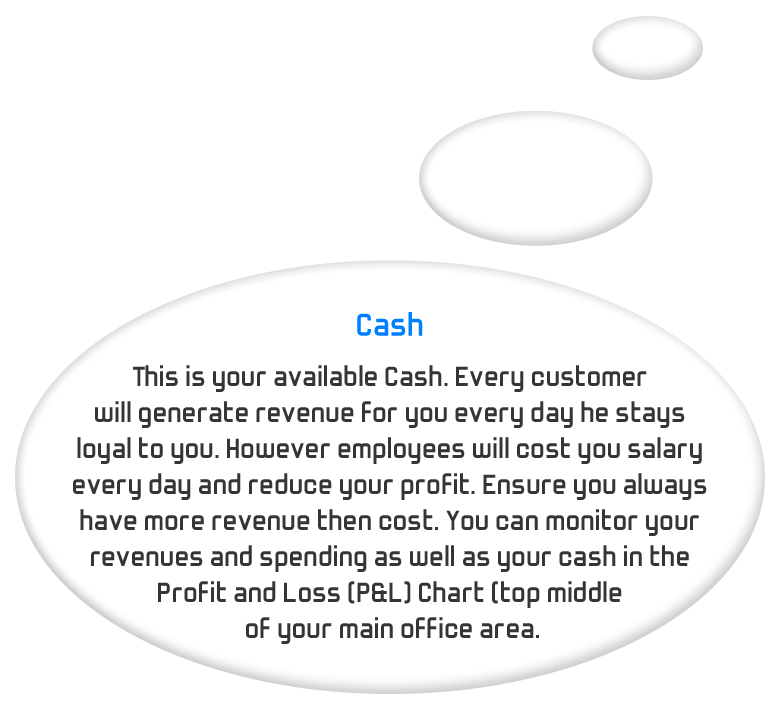 Cash
This is your available Cash. Every customer
will generate revenue for you every day he stays
loyal to you. However employees will cost you salary
every day and reduce your profit. Ensure you always
have more revenue then cost. You can monitor your
revenues and spending as well as your cash in the
Profit and Loss (P&L) Chart (top middle
of your main office area.